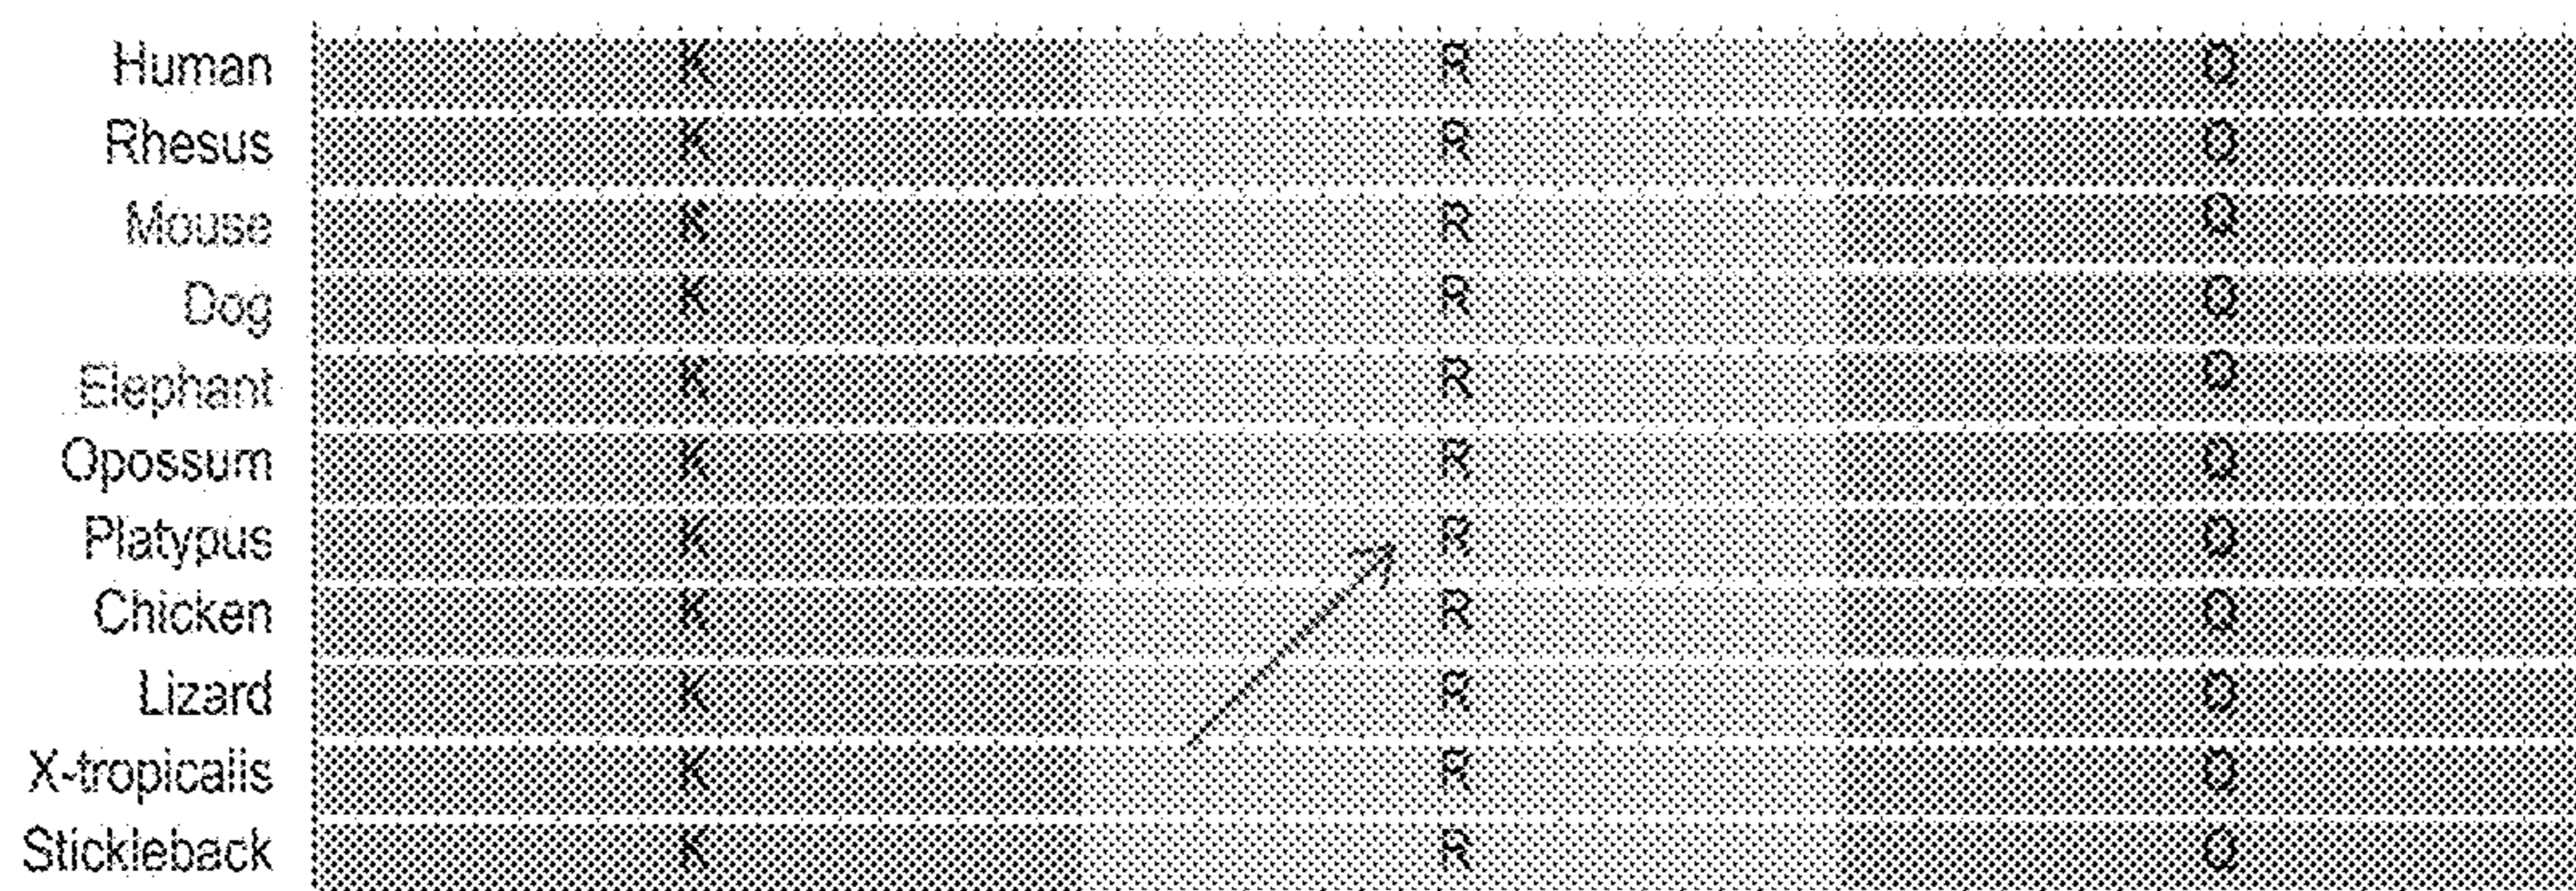 Human K R Q
Rhesus K R Q
Mouse K R Q
Dog K R Q
Elephant K R Q
Opossum K R Q
Platypus K R Q
Chicken K R Q
Lizard K R Q
X-tropicalis K R Q
Stickleback K R Q